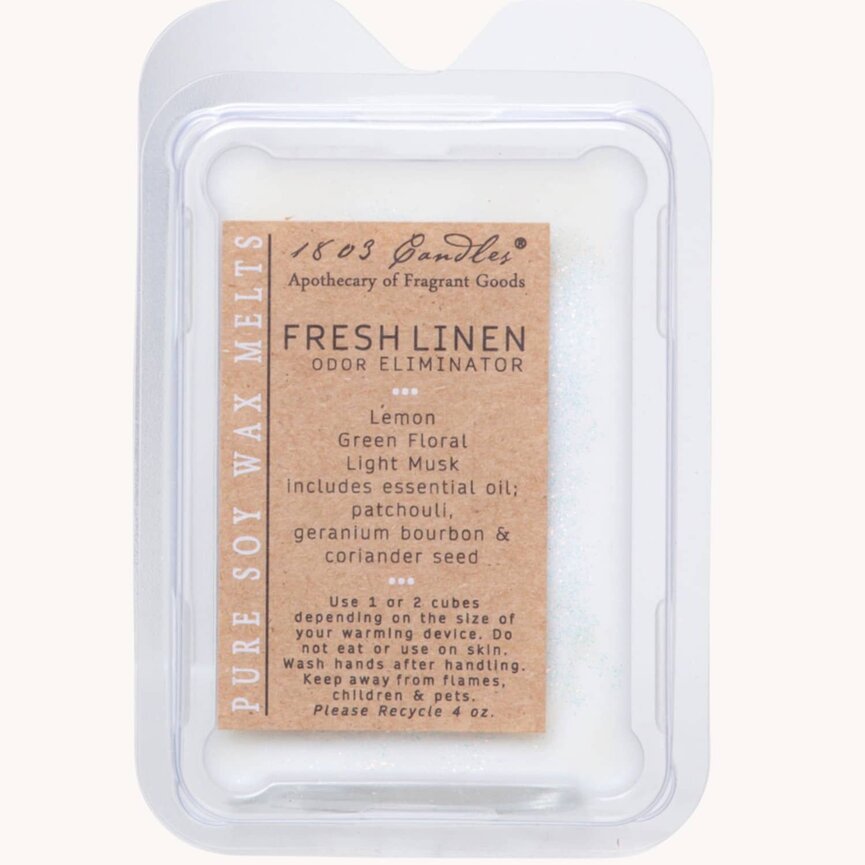 PURE SOY WAX MELTS
1803 Candles®
Apothecary of Fragrant Goods
FRESH LINEN
ODOR ELIMINATOR
Lemon
Green Floral
Light Musk
includes essential oil;
patchouli,
geranium bourbon &
coriander seed
Use 1 or 2 cubes
depending on the size of
your warming device. Do
not eat or use on skin.
Wash hands after handling.
Keep away from flames,
children & pets.
Please Recycle 4 oz.